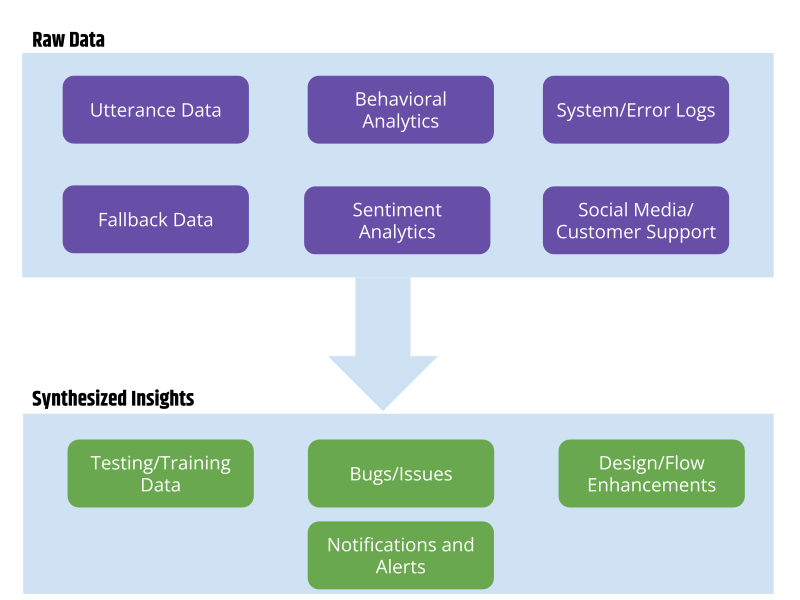 Raw Data
Utterance Data
Behavioral
Analytics
System/Error Logs
Fallback Data
Sentiment
Analytics
Social Media/
Customer Support
Synthesized Insights
Testing/Training
Data
Bugs/Issues
Design/Flow
Enhancements
Notifications and
Alerts